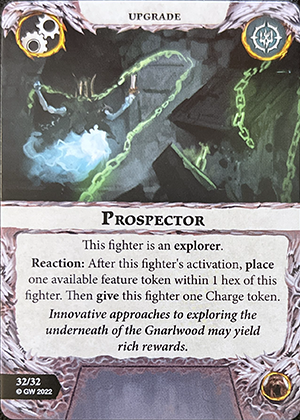 UPGRADE
PROSPECTOR
This fighter is an explorer.
Reaction: After this fighter's activation, place
one available feature token within 1 hex of this
fighter. Then give this fighter one Charge token.
Innovative approaches to exploring the
underneath of the Gnarlwood may yield
rich rewards.
32/32
© GW 2022